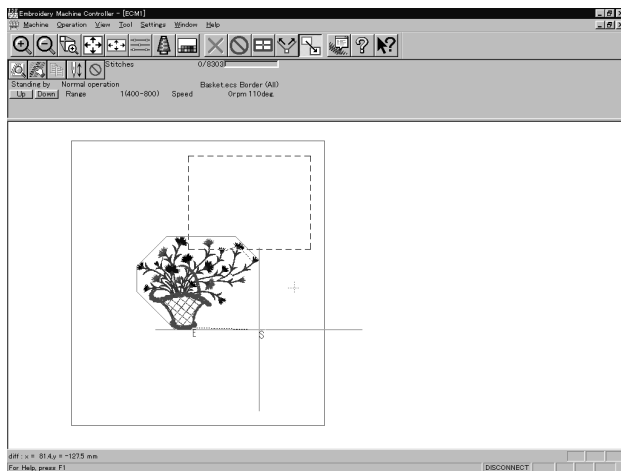 Embroidery Machine Controller - [ECM1]
Machine Operation View Tool Settings Window Help
Stitches 0/8303
Standing by Normal operation Basket.ecs Border (All)
Up Down Range 1(400-800) Speed 0rpm 110deg.
E S
diff : x = 61.4,y = -127.5 mm
For Help, press F1 DISCONNECT